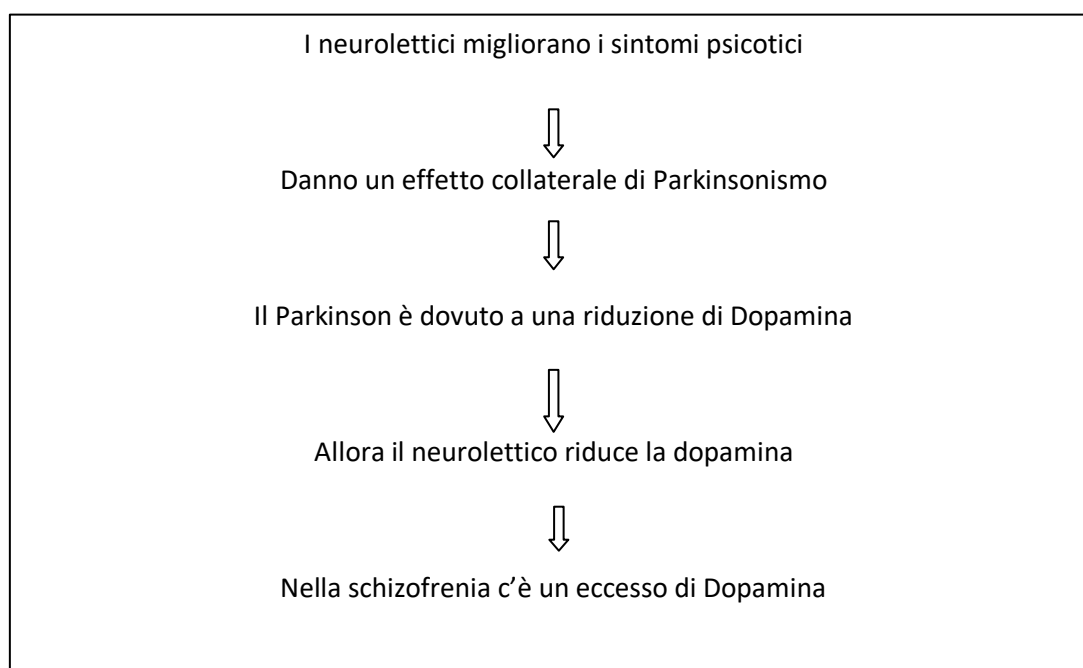 I neurolettici migliorano i sintomi psicotici
Danno un effetto collaterale di Parkinsonismo
Il Parkinson è dovuto a una riduzione di Dopamina
Allora il neurolettico riduce la dopamina
Nella schizofrenia c’è un eccesso di Dopamina